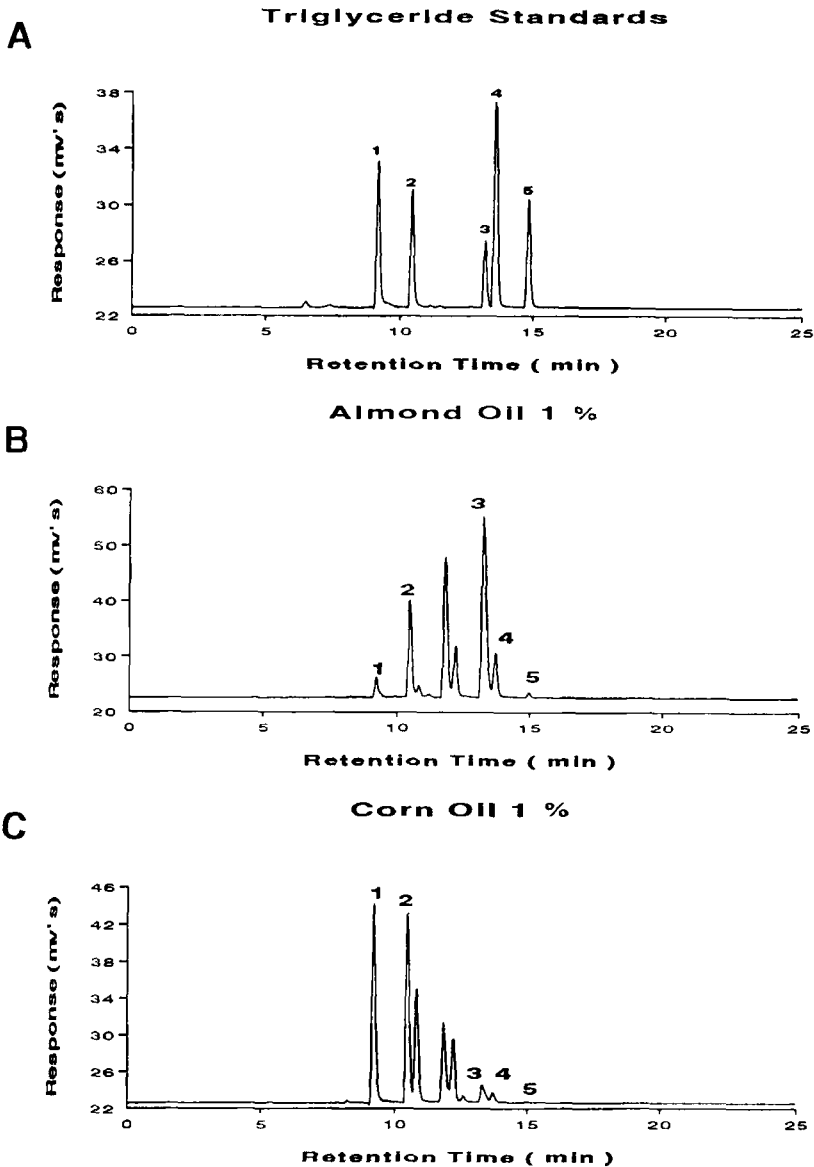 A
Triglyceride Standards
Response (mv's)
38
34
30
26
22
1
2
3
4
5
0 5 10 15 20 25
Retention Time ( min )
B
Almond Oil 1 %
Response (mv's)
60
50
40
30
20
1
2
3
4
5
0 5 10 15 20 25
Retention Time ( min )
C
Corn Oil 1 %
Response (mv's)
46
42
38
34
30
26
22
1
2
3
4
5
0 5 10 15 20 25
Retention Time ( min )